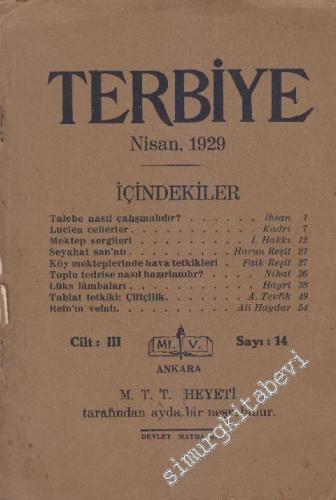 TERBİYE
Nisan, 1929
İÇİNDEKİLER
Talebe nasıl çalışmalıdır? . . . . . . . İhsan 1
Lucien cellérier . . . . . . . . . . . Kadri 7
Mektep sergileri . . . . . . . . . . İ. Hakkı 12
Seyahat san'atı . . . . . . . . . Harun Reşit 21
Köy mekteplerinde hava tetkikleri . . Faik Reşit 27
Toplu tedrise nasıl hazırlanılır? . . . . . Nihat 36
Lüks lâmbaları . . . . . . . . . . . Hayri 38
Tabiat tetkiki: Çiftçilik . . . . . . . A. Tevfik 49
Rein'in vefatı . . . . . . . . . . Ali Haydar 54
Cilt : III Mf. V. Sayı : 14
ANKARA
M. T. T. HEYETİ
tarafından ayda bir neşrolunur.
DEVLET
simurgkitabevi.com